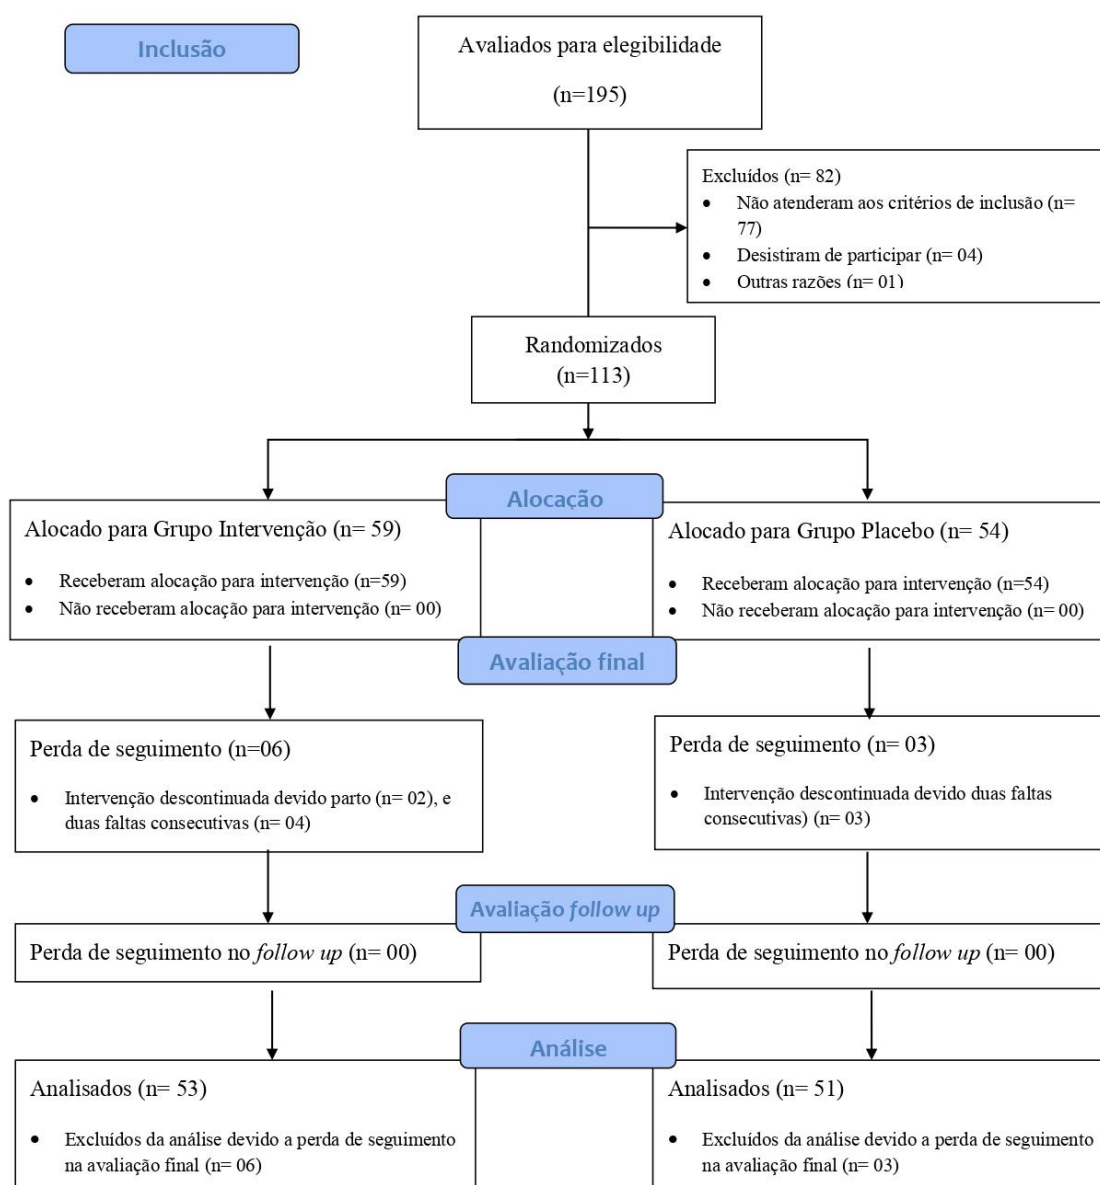 Inclusão
Avaliados para elegibilidade
(n=195)
Excluídos (n= 82)
• Não atenderam aos critérios de inclusão (n=
77)
• Desistiram de participar (n= 04)
• Outras razões (n= 01)
Randomizados
(n=113)
Alocação
Alocado para Grupo Intervenção (n= 59)
• Receberam alocação para intervenção (n=59)
• Não receberam alocação para intervenção (n= 00)
Alocado para Grupo Placebo (n= 54)
• Receberam alocação para intervenção (n=54)
• Não receberam alocação para intervenção (n= 00)
Avaliação final
Perda de seguimento (n=06)
• Intervenção descontinuada devido parto (n= 02), e
duas faltas consecutivas (n= 04)
Perda de seguimento (n= 03)
• Intervenção descontinuada devido duas faltas
consecutivas) (n= 03)
Avaliação follow up
Perda de seguimento no follow up (n= 00)
Perda de seguimento no follow up (n= 00)
Análise
Analisados (n= 53)
• Excluídos da análise devido a perda de seguimento
na avaliação final (n= 06)
Analisados (n= 51)
• Excluídos da análise devido a perda de seguimento
na avaliação final (n= 03)